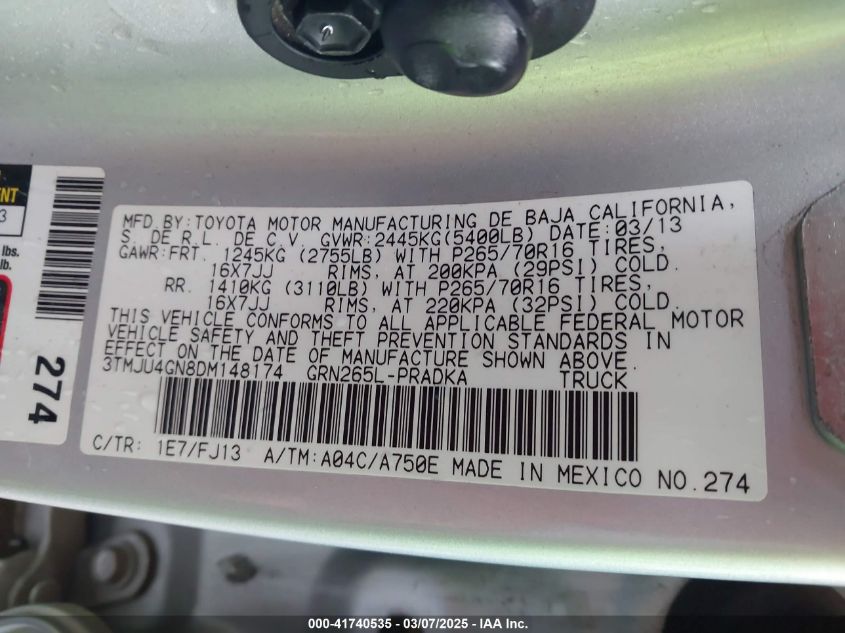 ENT
3
lbs.
lb.
274
MFD.BY:TOYOTA MOTOR MANUFACTURING DE BAJA CALIFORNIA,
S. DE R.L. DE C.V. GVWR:2445KG(5400LB) DATE:03/13
GAWR:FRT. 1245KG (2755LB) WITH P265/70R16 TIRES,
16X7JJ RIMS, AT 200KPA (29PSI) COLD.
RR. 1410KG (3110LB) WITH P265/70R16 TIRES,
16X7JJ RIMS, AT 220KPA (32PSI) COLD.
THIS VEHICLE CONFORMS TO ALL APPLICABLE FEDERAL MOTOR
VEHICLE SAFETY AND THEFT PREVENTION STANDARDS IN
EFFECT ON THE DATE OF MANUFACTURE SHOWN ABOVE.
3TMJU4GN8DM148174 GRN265L-PRADKA TRUCK
C/TR: 1E7/FJ13 A/TM:A04C/A750E MADE IN MEXICO NO.274
000-41740535 - 03/07/2025 - IAA Inc.